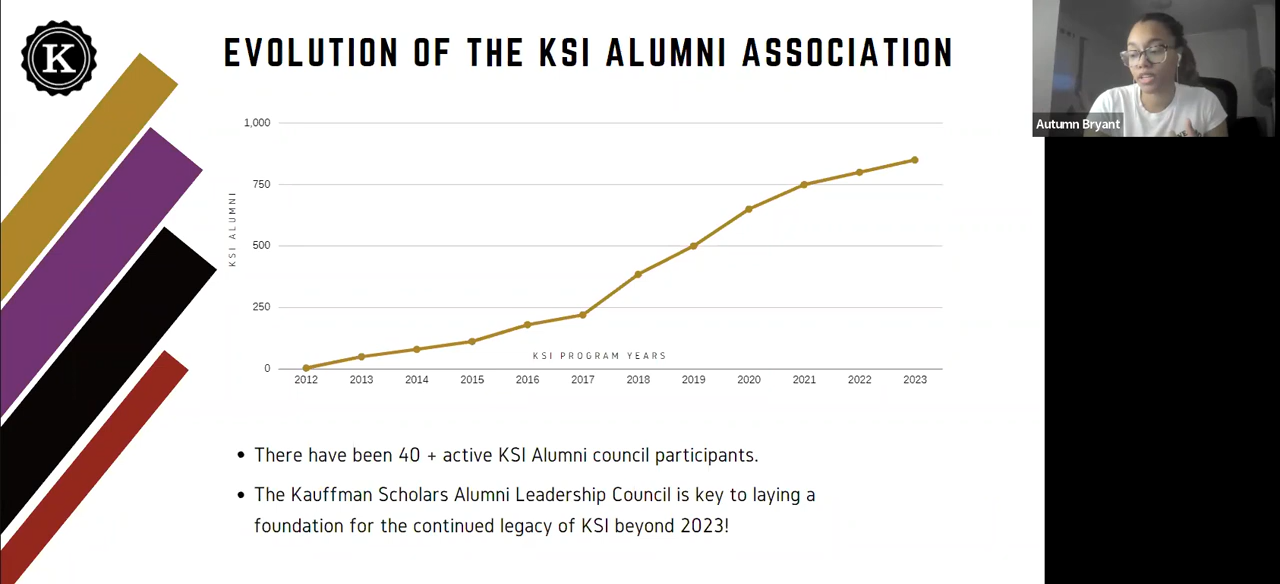 K
EVOLUTION OF THE KSI ALUMNI ASSOCIATION
Autumn Bryant
1,000
750
500
250
0
KSI ALUMNI
KSI PROGRAM YEARS
2012 2013 2014 2015 2016 2017 2018 2019 2020 2021 2022 2023
• There have been 40 + active KSI Alumni council participants.
• The Kauffman Scholars Alumni Leadership Council is key to laying a
foundation for the continued legacy of KSI beyond 2023!